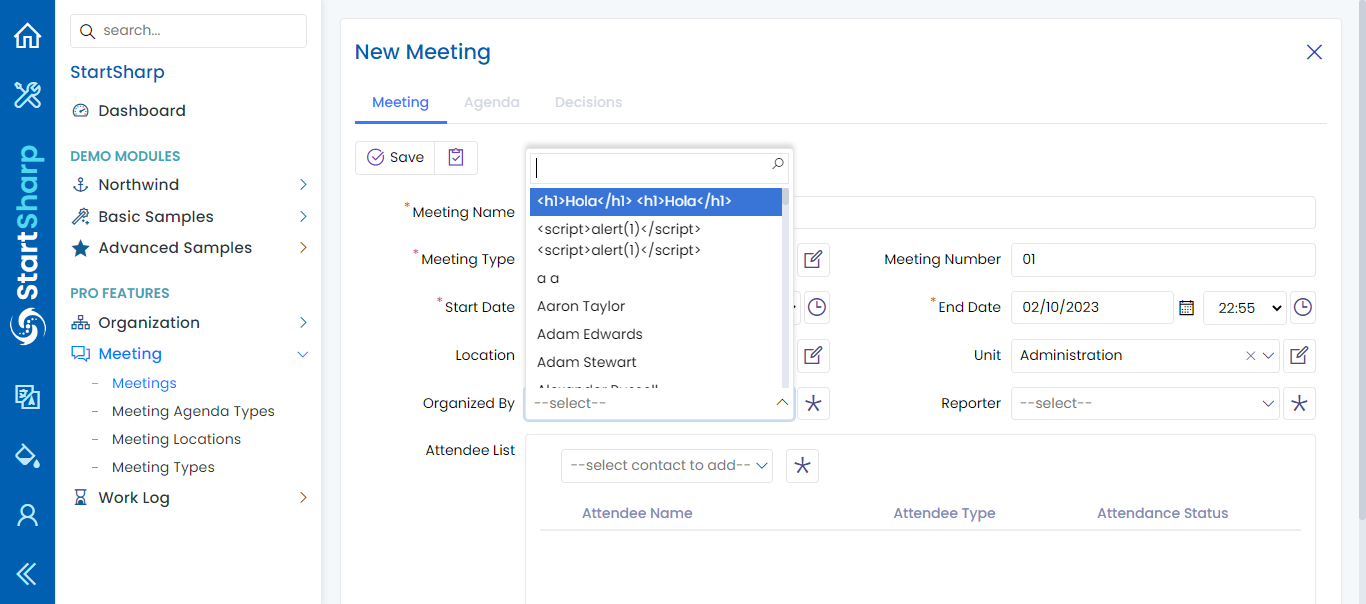 StartSharp
search...
StartSharp
Dashboard
DEMO MODULES
Northwind
Basic Samples
Advanced Samples
PRO FEATURES
Organization
Meeting
Meetings
Meeting Agenda Types
Meeting Locations
Meeting Types
Work Log
New Meeting
Meeting Agenda Decisions
Save
*Meeting Name
<h1>Hola</h1> <h1>Hola</h1>
<script>alert(1)</script>
<script>alert(1)</script>
a a
Aaron Taylor
Adam Edwards
Adam Stewart
Alexander Russell
*Meeting Type
Meeting Number 01
*Start Date
*End Date 02/10/2023 22:55
Location
Unit Administration
Organized By --select--
Reporter --select--
Attendee List
--select contact to add--
Attendee Name Attendee Type Attendance Status